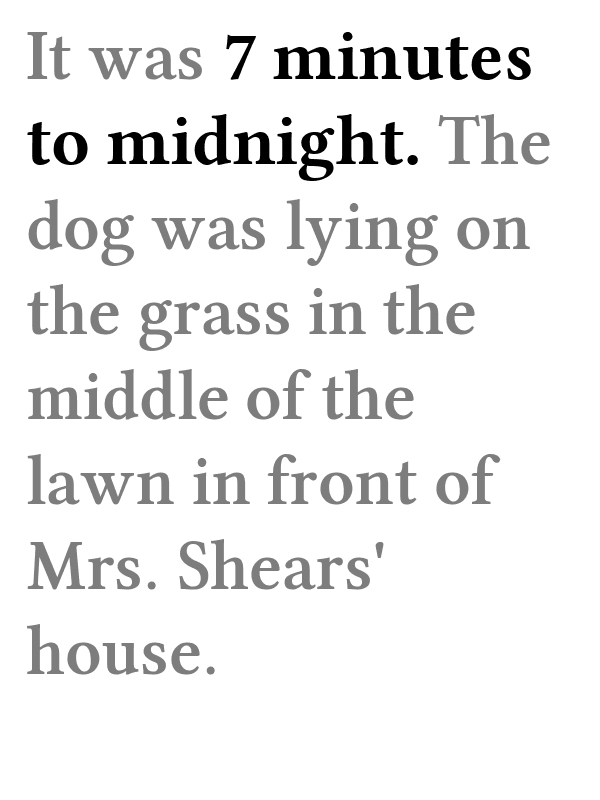 It was 7 minutes
to midnight. The
dog was lying on
the grass in the
middle of the
lawn in front of
Mrs. Shears'
house.